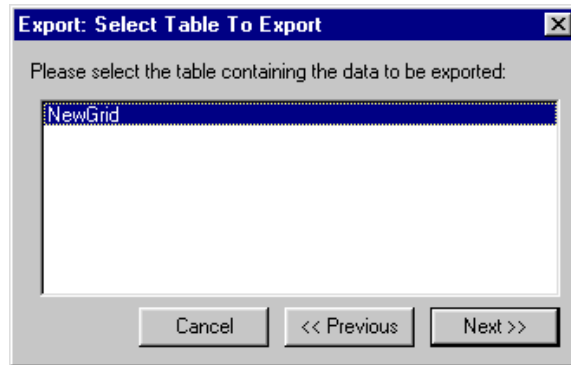 Export: Select Table To Export
Please select the table containing the data to be exported:
NewGrid
Cancel
<< Previous
Next >>